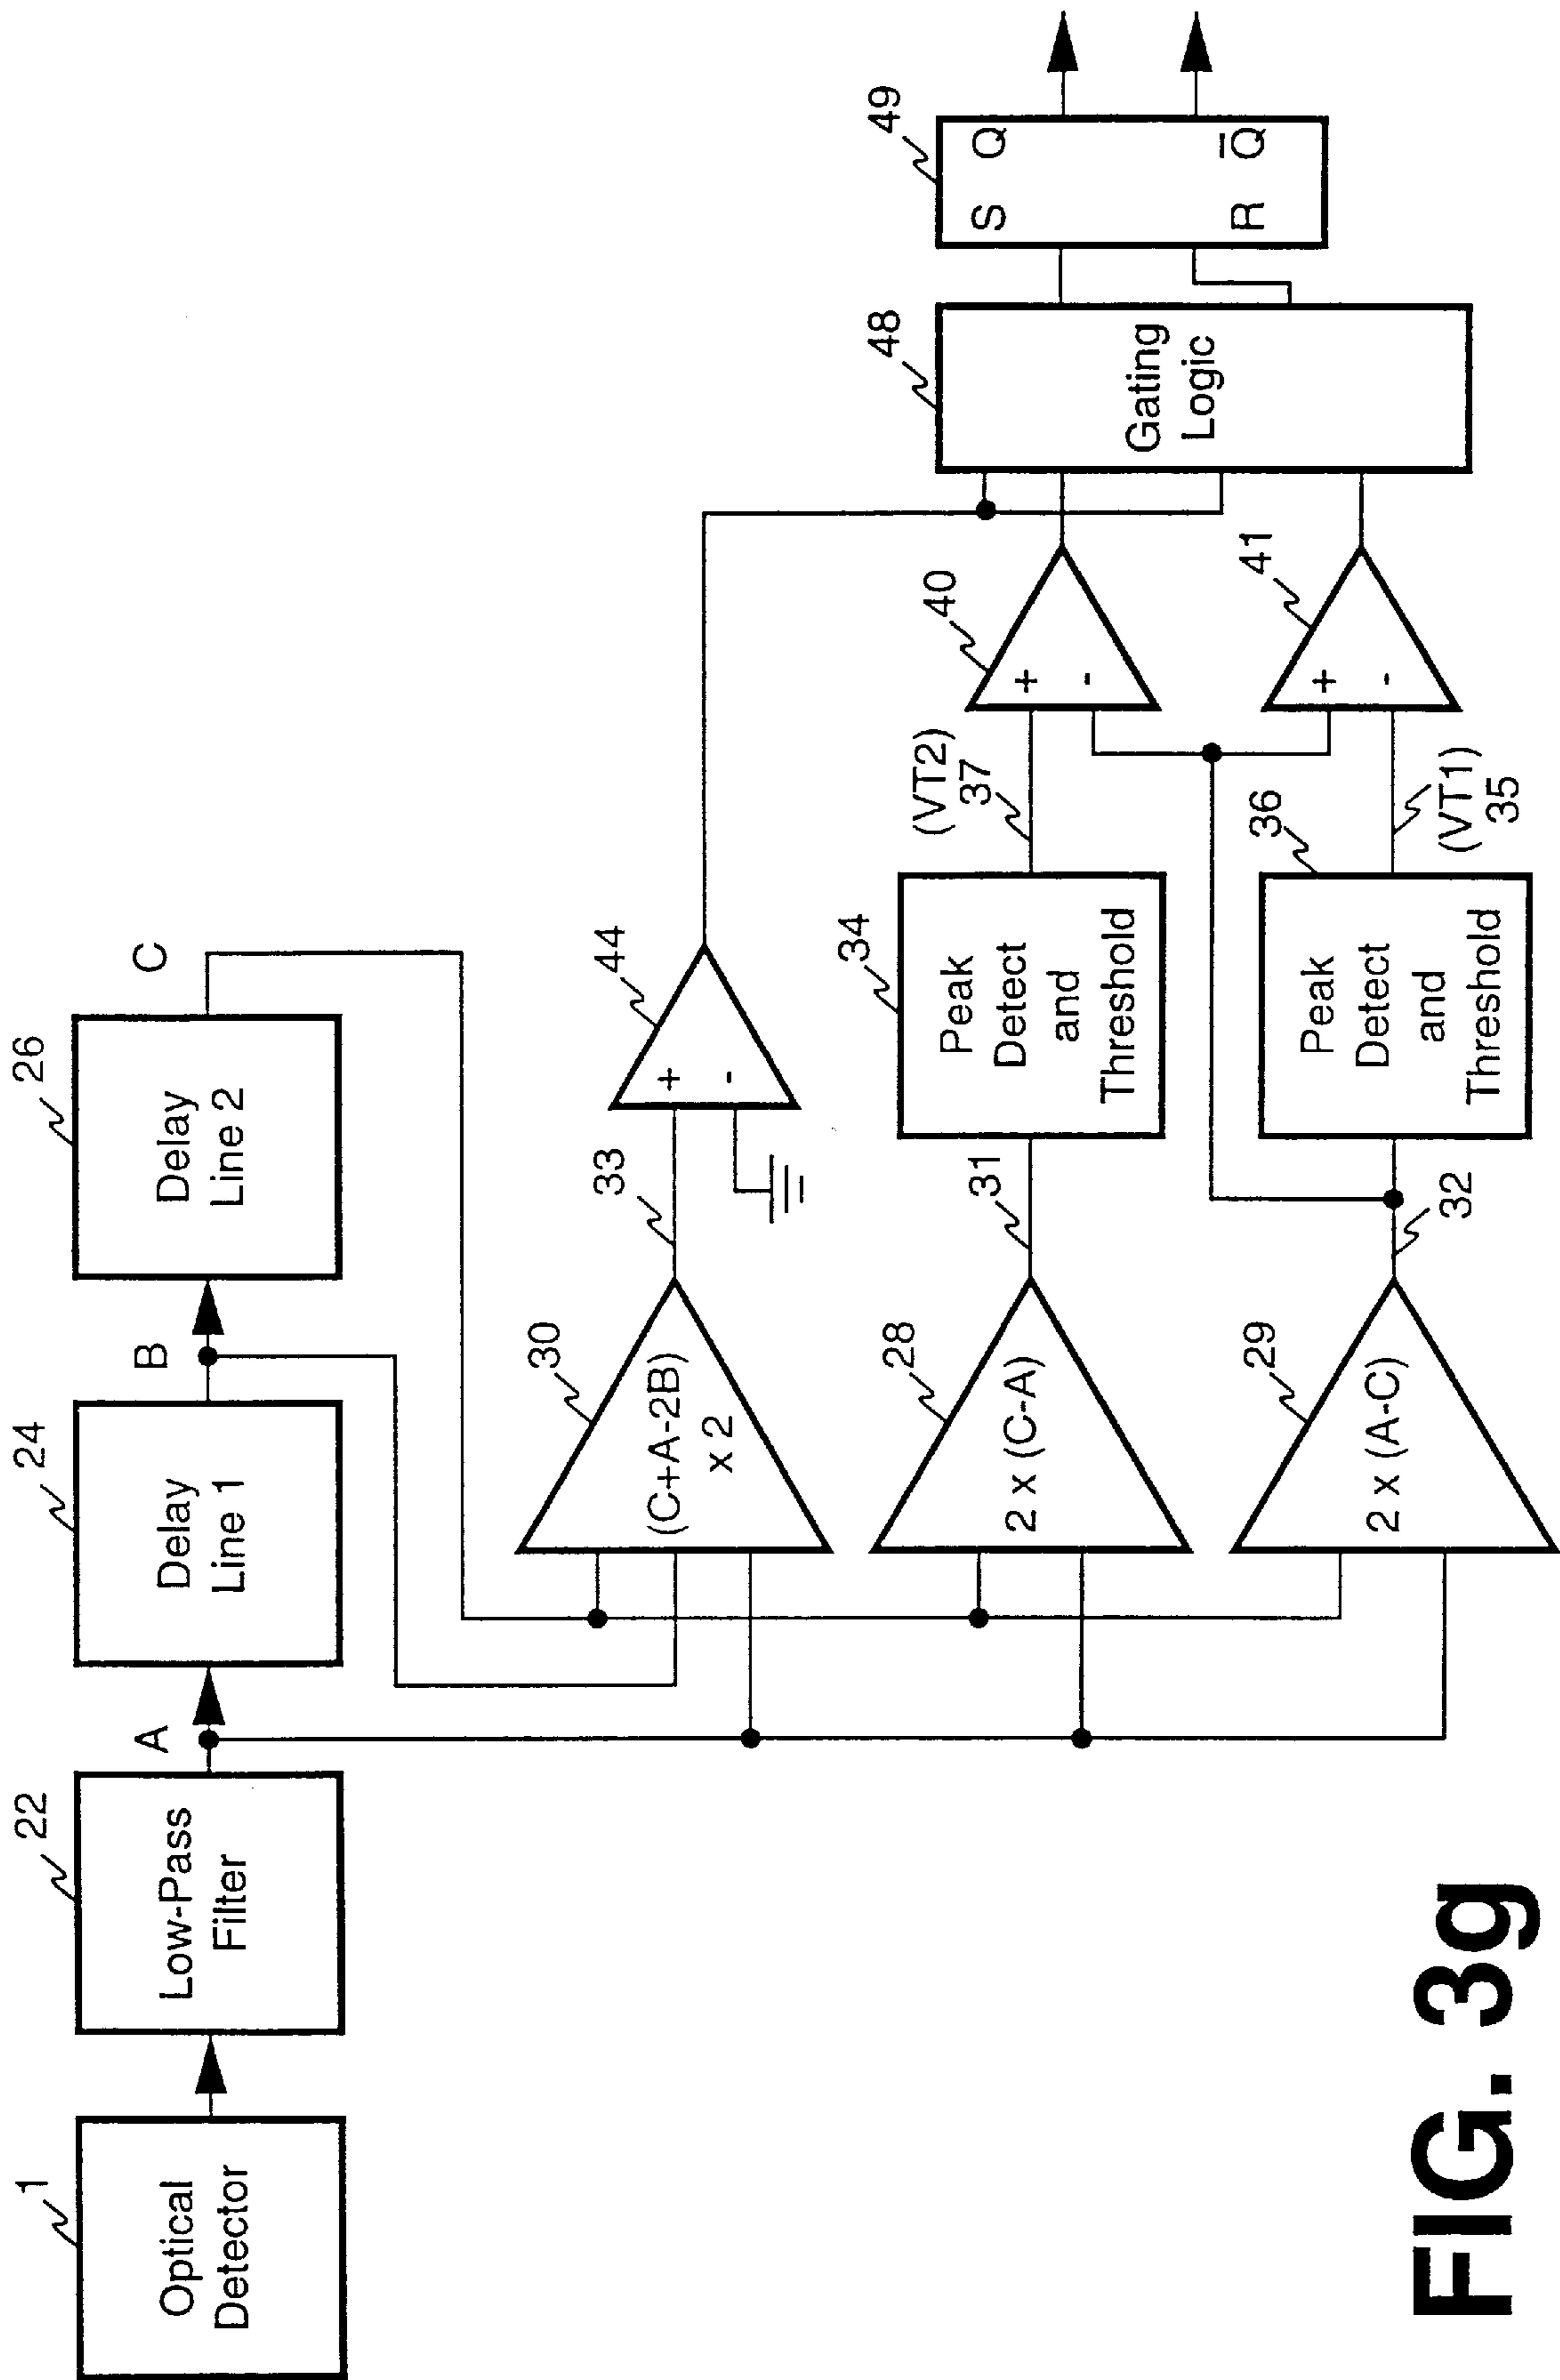 1
Optical
Detector
22
Low-Pass
Filter
A
24
Delay
Line 1
B
26
Delay
Line 2
C
30
(C+A-2B)
x 2
33
44
+
-
28
2 x (C-A)
31
34
Peak
Detect
and
Threshold
(VT2)
37
40
+
-
29
2 x (A-C)
32
36
Peak
Detect
and
Threshold
(VT1)
35
41
+
-
48
Gating
Logic
49
S Q
R Q̅
FIG. 3g